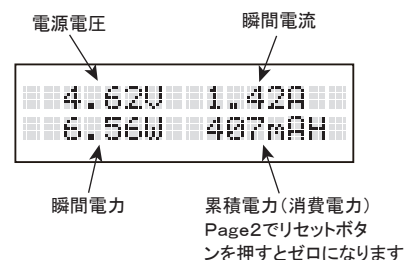 電源電圧
瞬間電流
4.62V 1.42A
6.56W 407mAH
瞬間電力
累積電力(消費電力)
Page2でリセットボタ
ンを押すとゼロになります